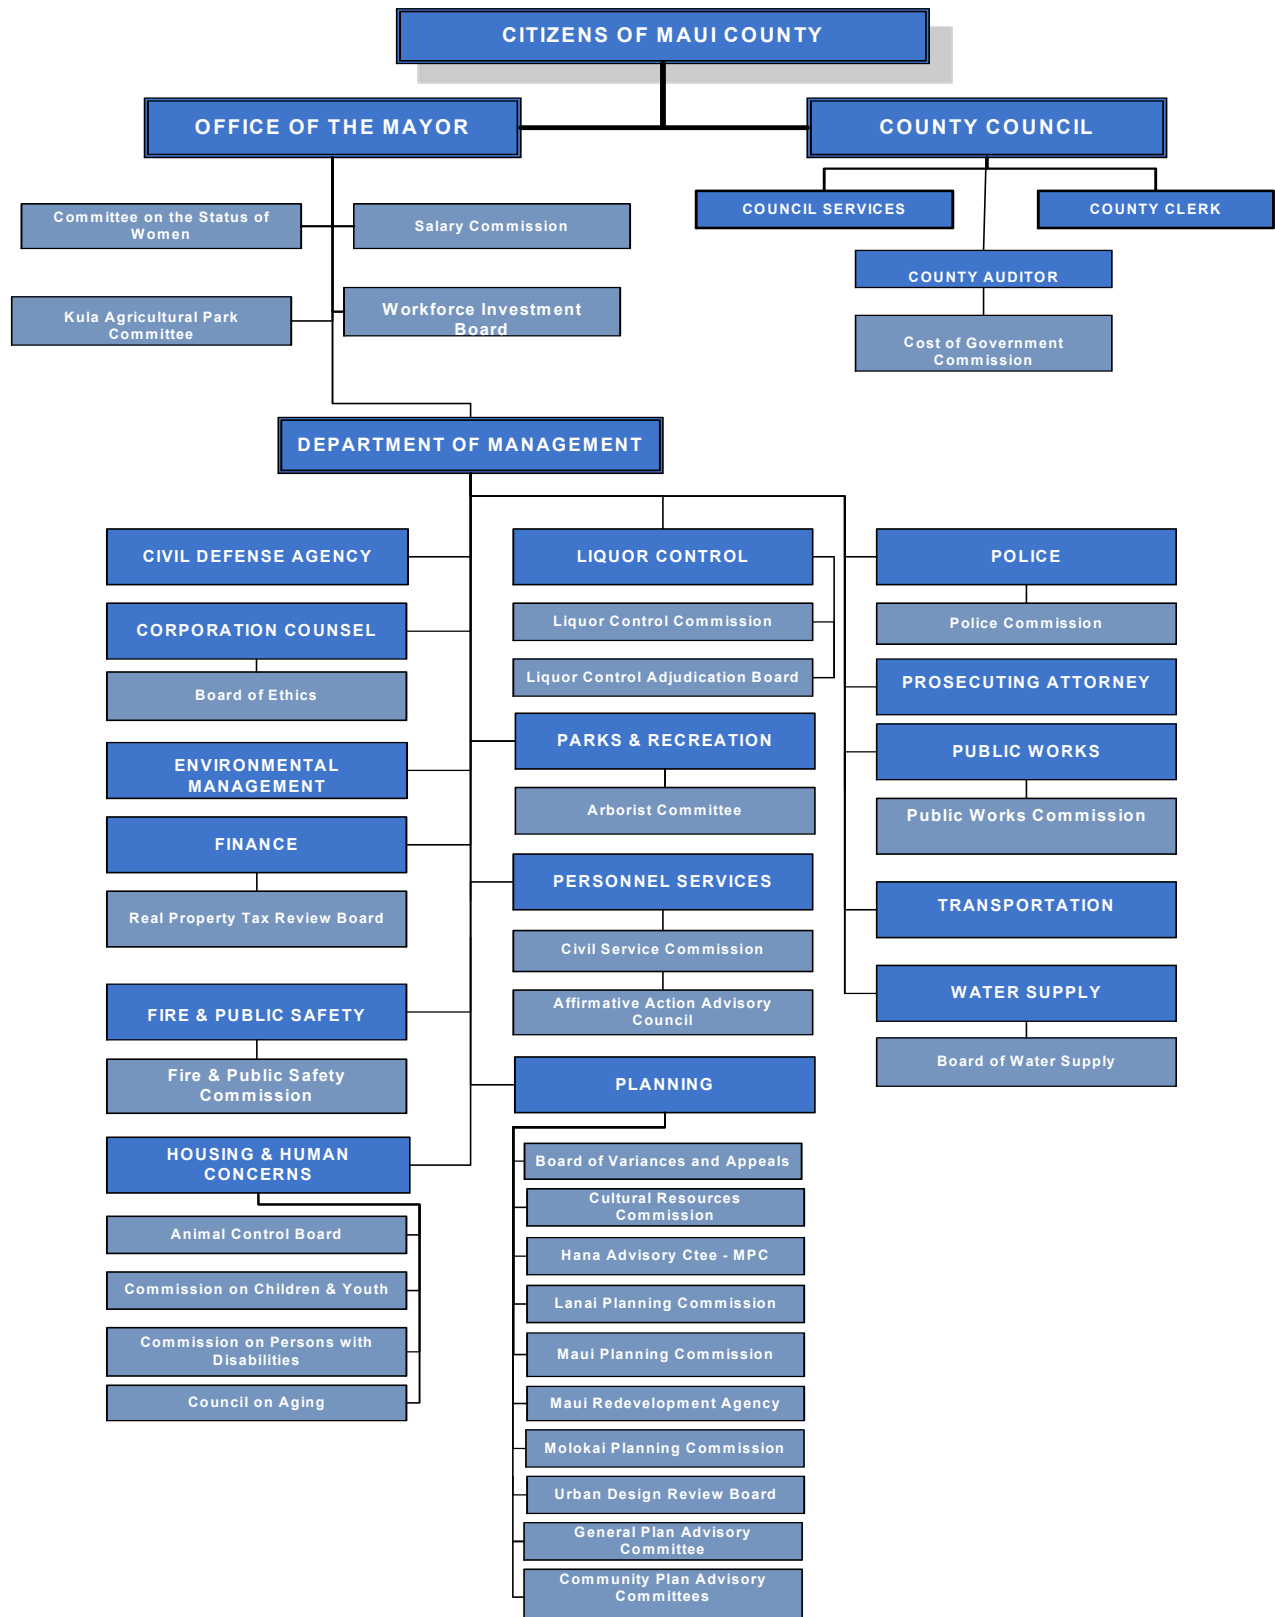 CITIZENS OF MAUI COUNTY
OFFICE OF THE MAYOR
COUNTY COUNCIL
Committee on the Status of
Women
Salary Commission
COUNCIL SERVICES
COUNTY CLERK
COUNTY AUDITOR
Kula Agricultural Park
Committee
Workforce Investment
Board
Cost of Government
Commission
DEPARTMENT OF MANAGEMENT
CIVIL DEFENSE AGENCY
CORPORATION COUNSEL
Board of Ethics
ENVIRONMENTAL
MANAGEMENT
FINANCE
Real Property Tax Review Board
FIRE & PUBLIC SAFETY
Fire & Public Safety
Commission
HOUSING & HUMAN
CONCERNS
Animal Control Board
Commission on Children & Youth
Commission on Persons with
Disabilities
Council on Aging
LIQUOR CONTROL
Liquor Control Commission
Liquor Control Adjudication Board
PARKS & RECREATION
Arborist Committee
PERSONNEL SERVICES
Civil Service Commission
Affirmative Action Advisory
Council
PLANNING
Board of Variances and Appeals
Cultural Resources
Commission
Hana Advisory Ctee - MPC
Lanai Planning Commission
Maui Planning Commission
Maui Redevelopment Agency
Molokai Planning Commission
Urban Design Review Board
General Plan Advisory
Committee
Community Plan Advisory
Committees
POLICE
Police Commission
PROSECUTING ATTORNEY
PUBLIC WORKS
Public Works Commission
TRANSPORTATION
WATER SUPPLY
Board of Water Supply